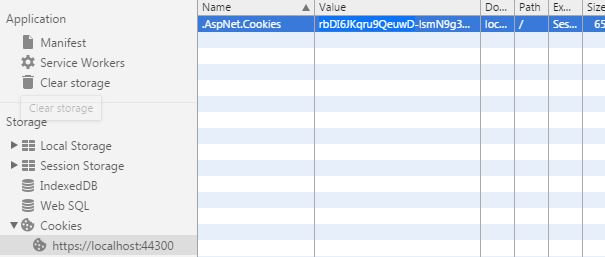 Application
Manifest
Service Workers
Clear storage
Clear storage
Storage
Local Storage
Session Storage
IndexedDB
Web SQL
Cookies
https://localhost:44300
Name Value Do... Path Ex... Size
.AspNet.Cookies rbDI6JKqru9QeuwD-lsmN9g3... loc... / Ses... 65